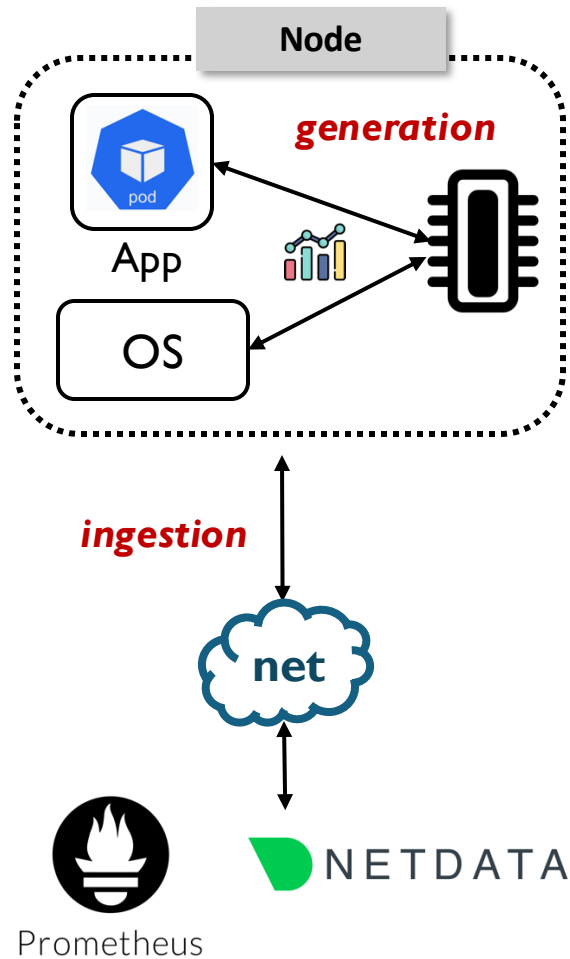 Node
generation
pod
App
OS
ingestion
net
NETDATA
Prometheus